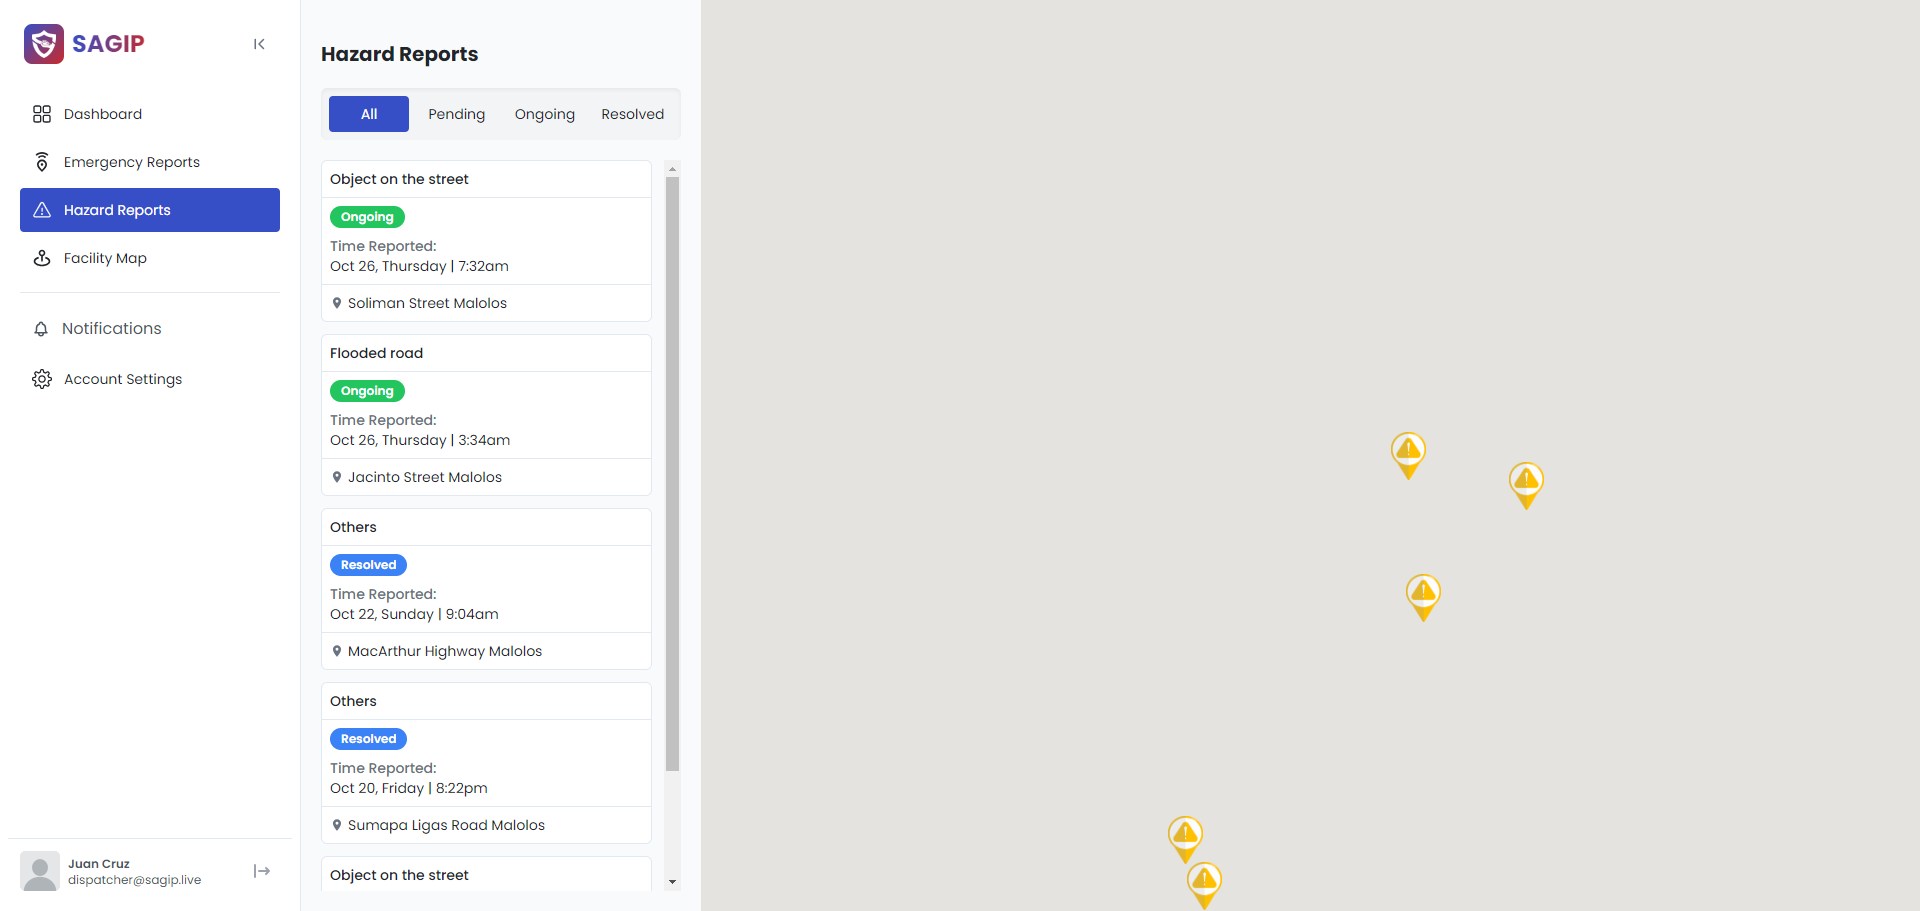 SAGIP
Dashboard
Emergency Reports
Hazard Reports
Facility Map
Notifications
Account Settings
Juan Cruz
dispatcher@sagip.live
Hazard Reports
All Pending Ongoing Resolved
Object on the street
Ongoing
Time Reported:
Oct 26, Thursday | 7:32am
Soliman Street Malolos
Flooded road
Ongoing
Time Reported:
Oct 26, Thursday | 3:34am
Jacinto Street Malolos
Others
Resolved
Time Reported:
Oct 22, Sunday | 9:04am
MacArthur Highway Malolos
Others
Resolved
Time Reported:
Oct 20, Friday | 8:22pm
Sumapa Ligas Road Malolos
Object on the street